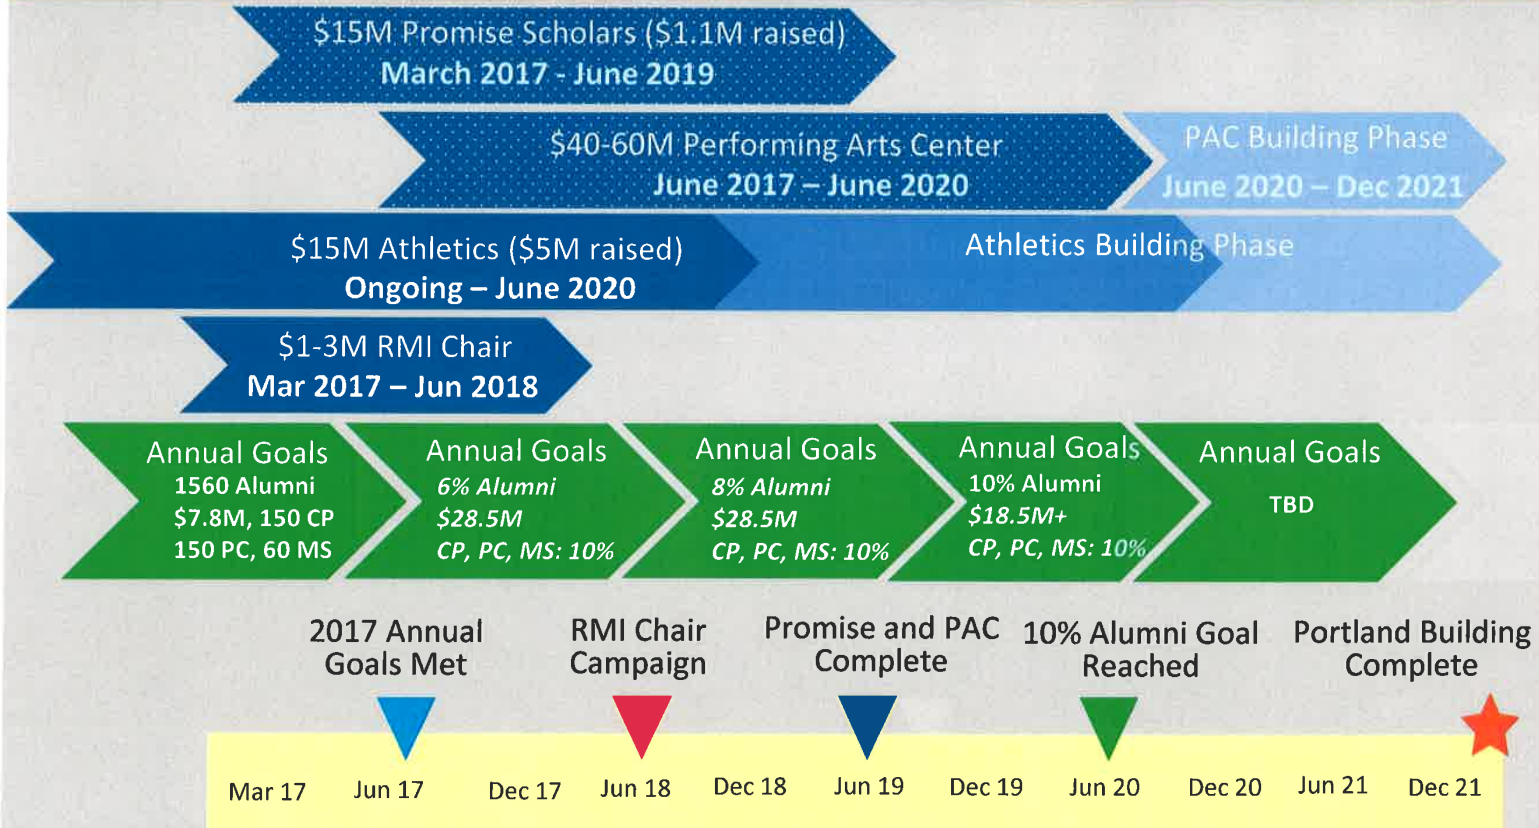 $15M Promise Scholars ($1.1M raised)
March 2017 - June 2019
$40-60M Performing Arts Center
June 2017 – June 2020
PAC Building Phase
June 2020 – Dec 2021
$15M Athletics ($5M raised)
Ongoing – June 2020
Athletics Building Phase
$1-3M RMI Chair
Mar 2017 – Jun 2018
Annual Goals
1560 Alumni
$7.8M, 150 CP
150 PC, 60 MS
Annual Goals
6% Alumni
$28.5M
CP, PC, MS: 10%
Annual Goals
8% Alumni
$28.5M
CP, PC, MS: 10%
Annual Goals
10% Alumni
$18.5M+
CP, PC, MS: 10%
Annual Goals
TBD
2017 Annual
Goals Met
RMI Chair
Campaign
Promise and PAC
Complete
10% Alumni Goal
Reached
Portland Building
Complete
Mar 17
Jun 17
Dec 17
Jun 18
Dec 18
Jun 19
Dec 19
Jun 20
Dec 20
Jun 21
Dec 21